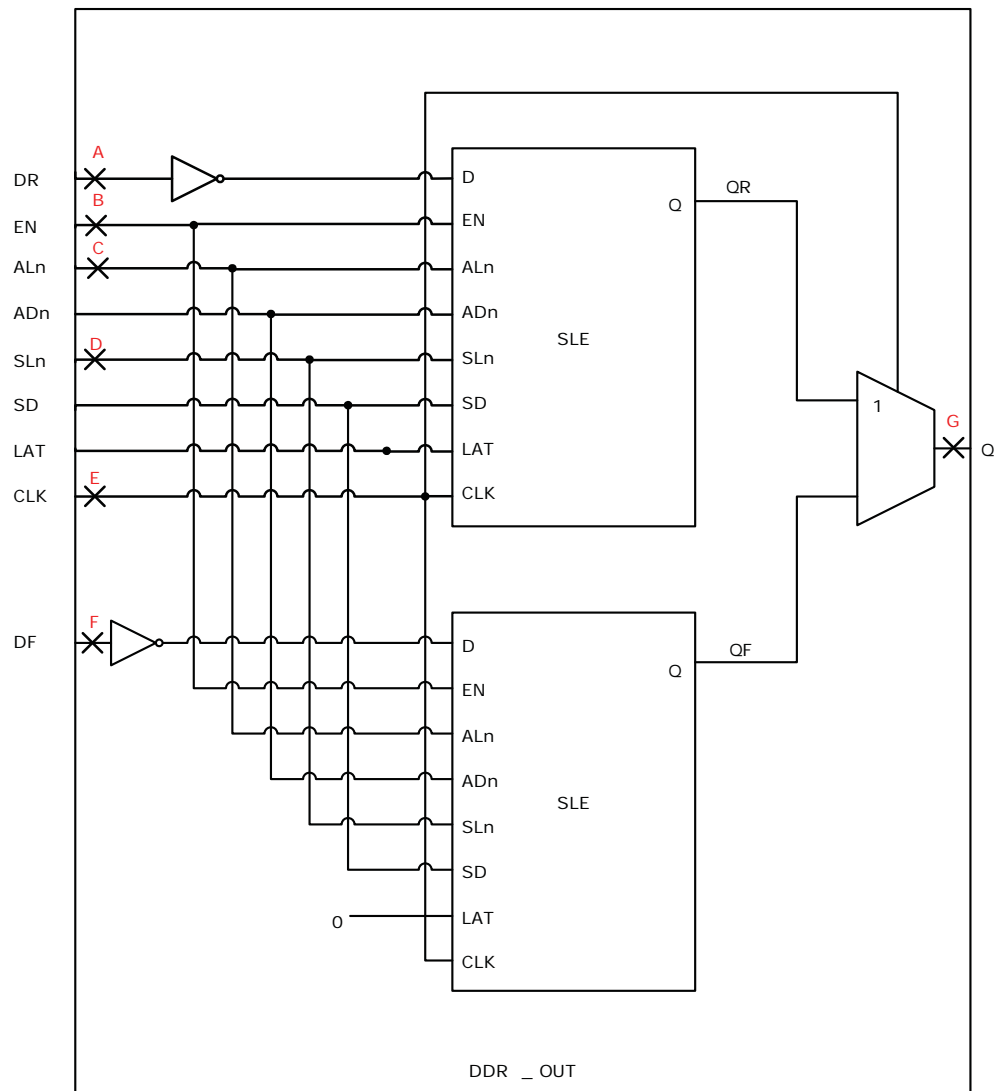 A
DR
D
B
QR
Q
EN
EN
C
ALn
ALn
ADn
ADn
D
SLn
SLn
SLE
SD
SD
1
G
LAT
LAT
Q
E
CLK
CLK
F
DF
D
QF
Q
EN
ALn
ADn
SLE
SLn
SD
0
LAT
CLK
DDR _ OUT